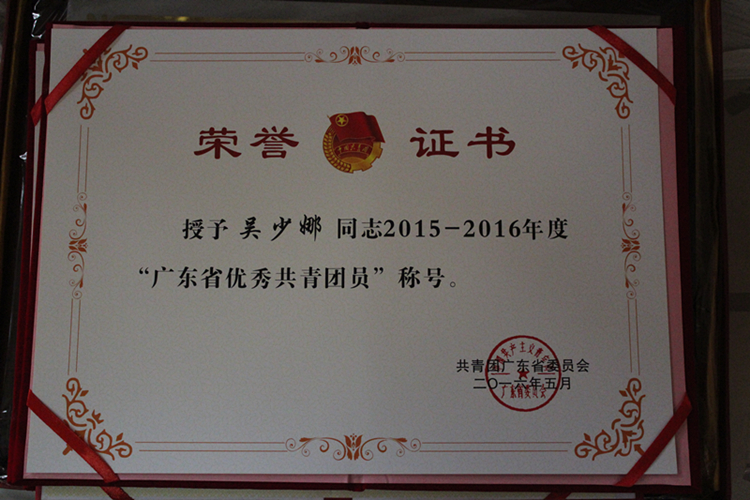 荣誉证书
授予吴少娜同志2015-2016年度
“广东省优秀共青团员”称号。
共青团广东省委员会
二〇一六年五月